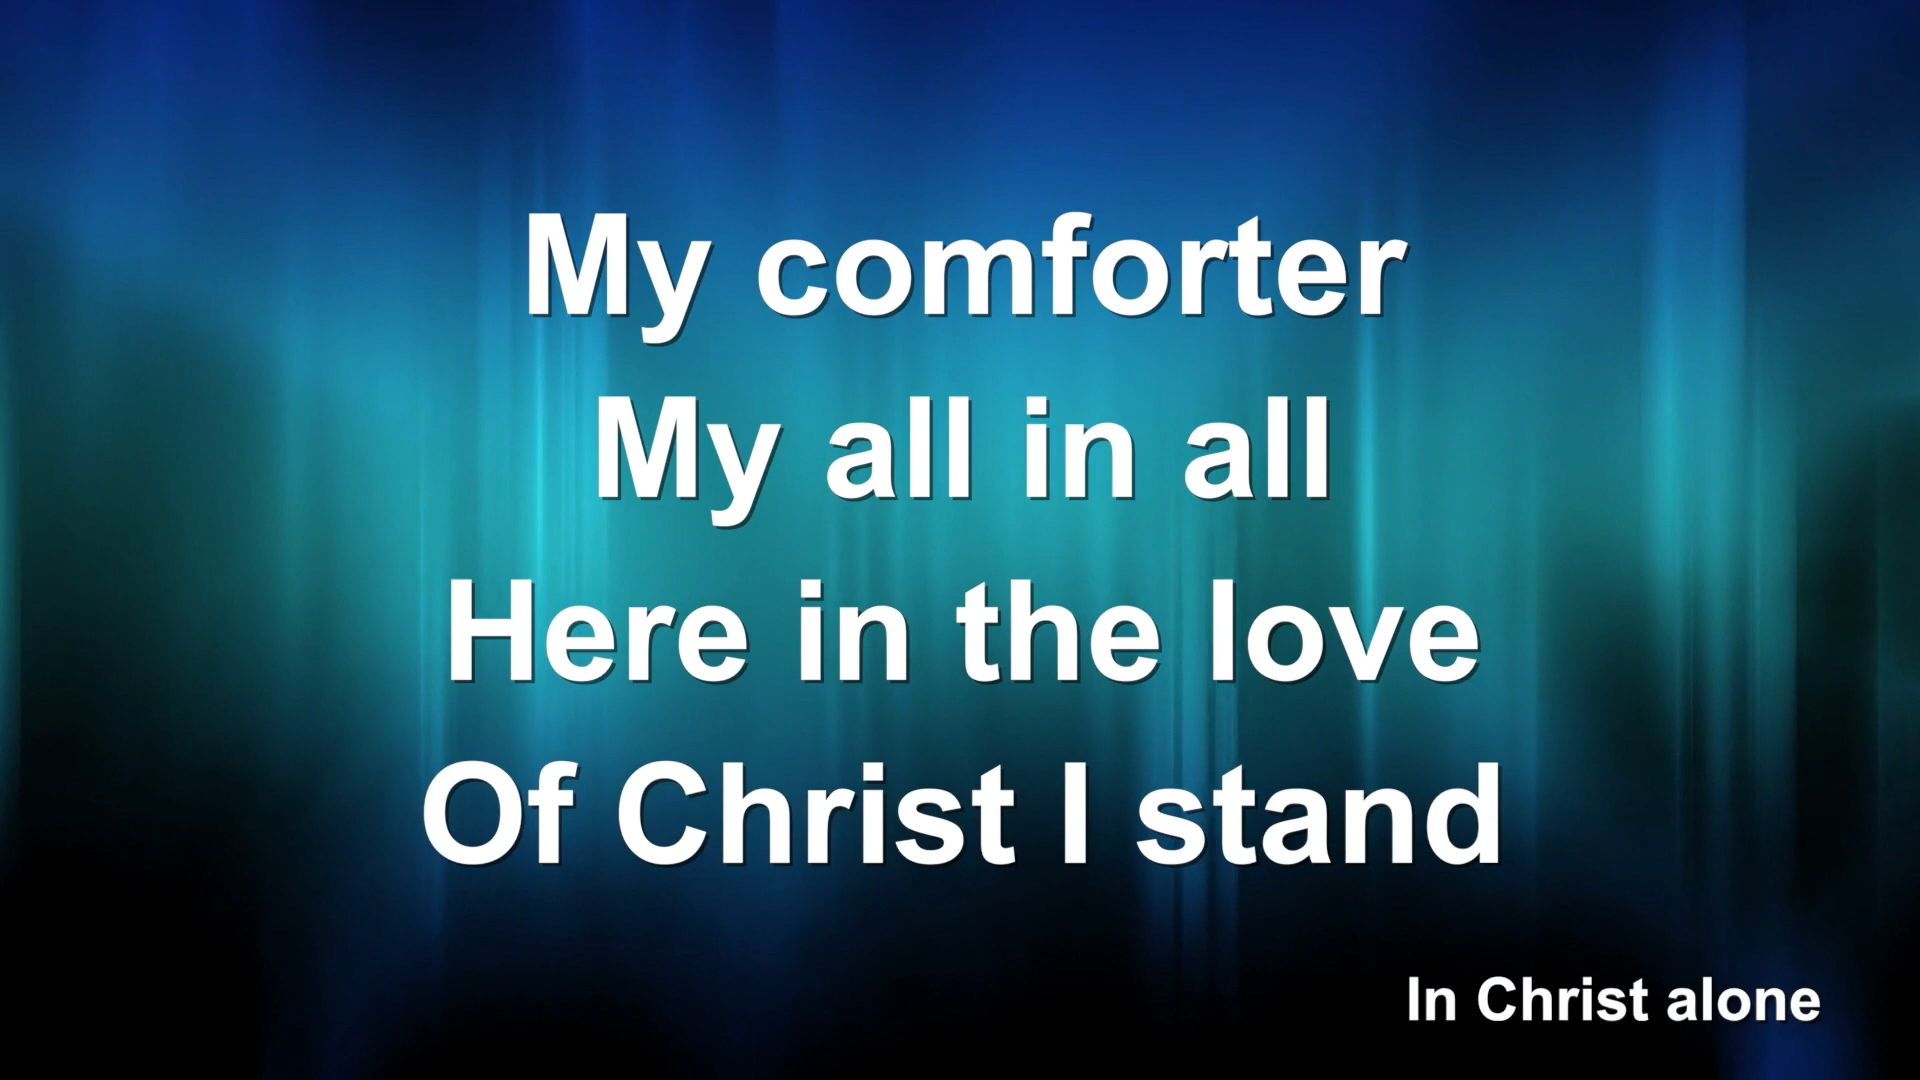 My comforter
My all in all
Here in the love
Of Christ I stand
In Christ alone